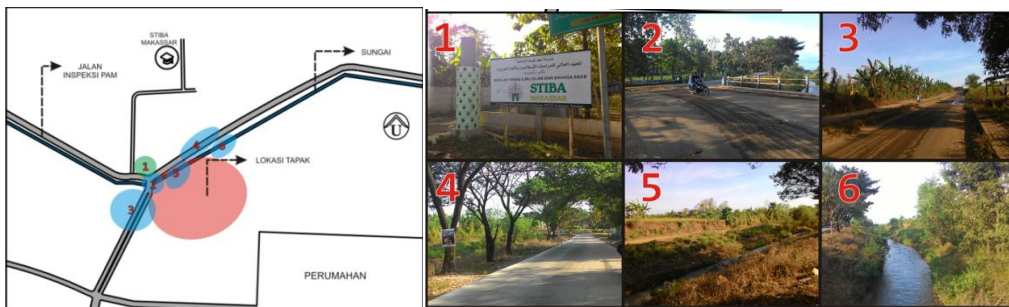 STIBA
MAKASSAR
JALAN
INSPEKSI PAM
SUNGAI
U
LOKASI TAPAK
PERUMAHAN
1
2
3
4
5
6
1
2
3
4
5
6
STIBA
MAKASSAR